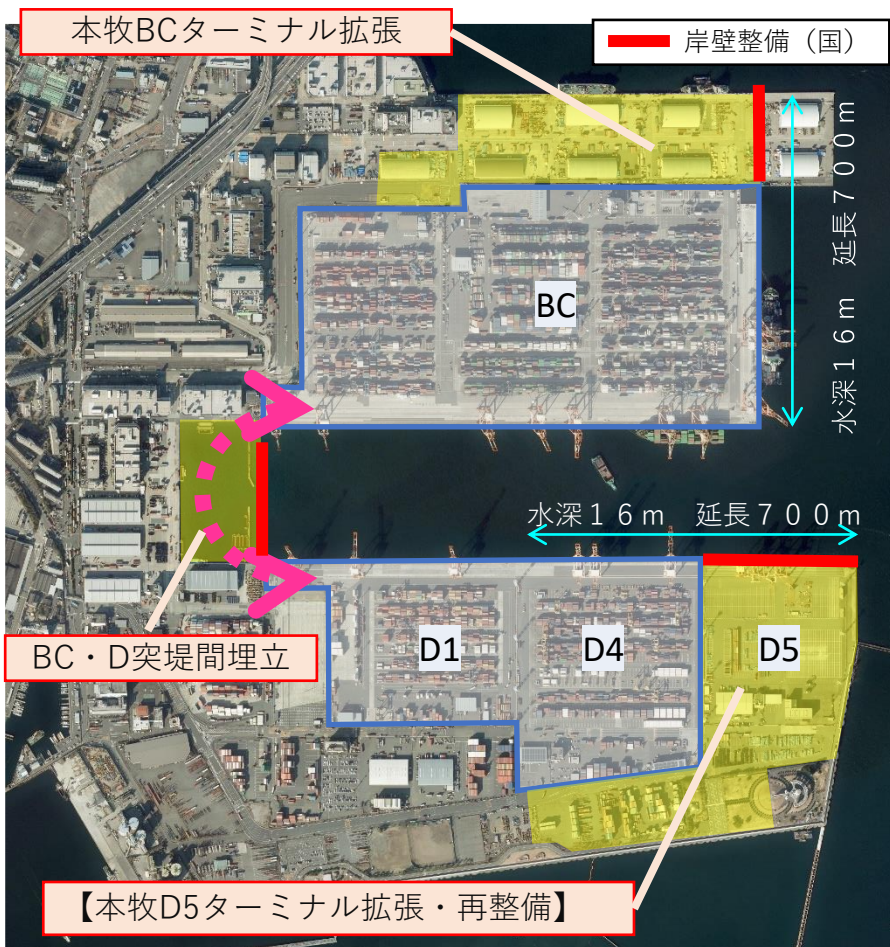 本牧BCターミナル拡張
岸壁整備（国）
水深１６ｍ　延長７００ｍ
BC
水深１６ｍ　延長７００ｍ
BC・D突堤間埋立
D1
D4
D5
【本牧D5ターミナル拡張・再整備】